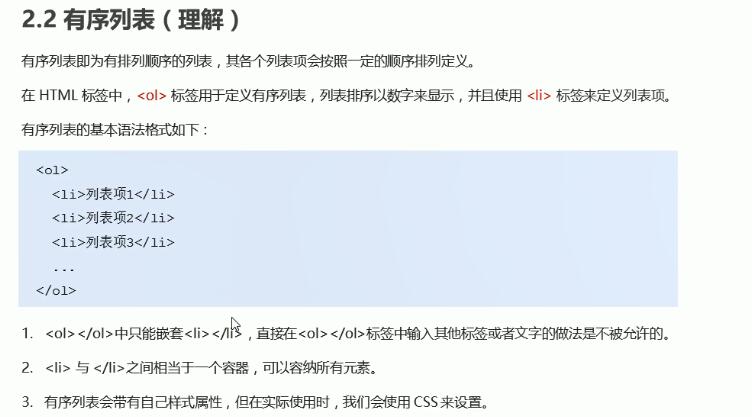 2.2 有序列表（理解）
有序列表即为有排列顺序的列表，其各个列表项会按照一定的顺序排列定义。
在 HTML 标签中，<ol> 标签用于定义有序列表，列表排序以数字来显示，并且使用 <li> 标签来定义列表项。
有序列表的基本语法格式如下：
<ol>
<li>列表项1</li>
<li>列表项2</li>
<li>列表项3</li>
...
</ol>
1. <ol></ol>中只能嵌套<li></li>，直接在<ol></ol>标签中输入其他标签或者文字的做法是不被允许的。
2. <li> 与 </li>之间相当于一个容器，可以容纳所有元素。
3. 有序列表会带有自己样式属性，但在实际使用时，我们会使用 CSS 来设置。